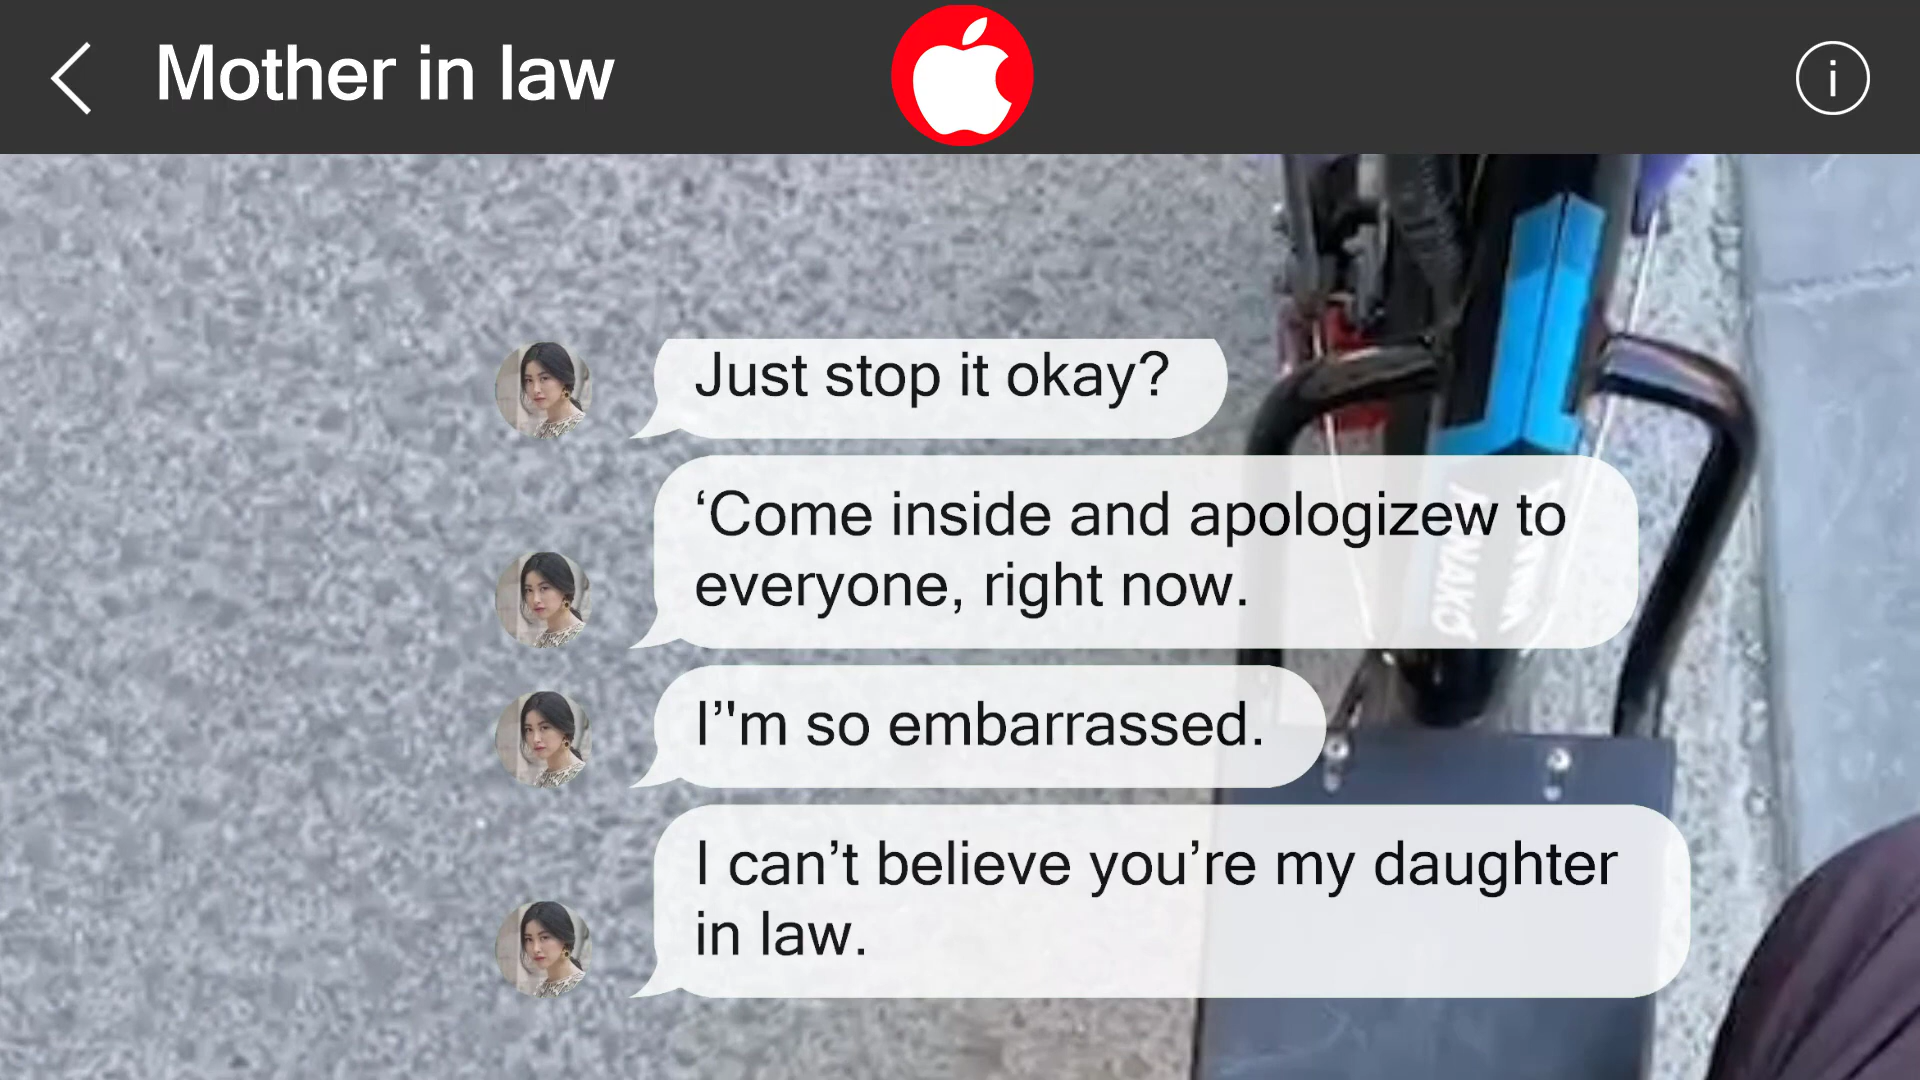 Mother in law
Just stop it okay?
‘Come inside and apologizew to
everyone, right now.
I’'m so embarrassed.
I can’t believe you’re my daughter
in law.